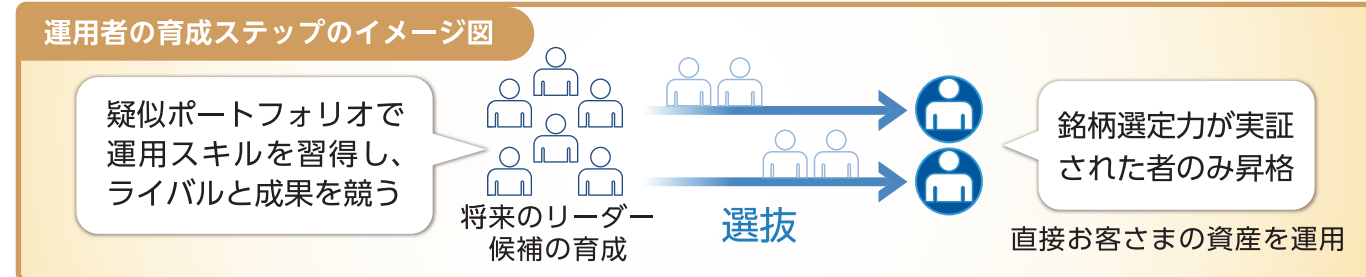 運用者の育成ステップのイメージ図
疑似ポートフォリオで
運用スキルを習得し、
ライバルと成果を競う
将来のリーダー
候補の育成
選抜
銘柄選定力が実証
された者のみ昇格
直接お客さまの資産を運用